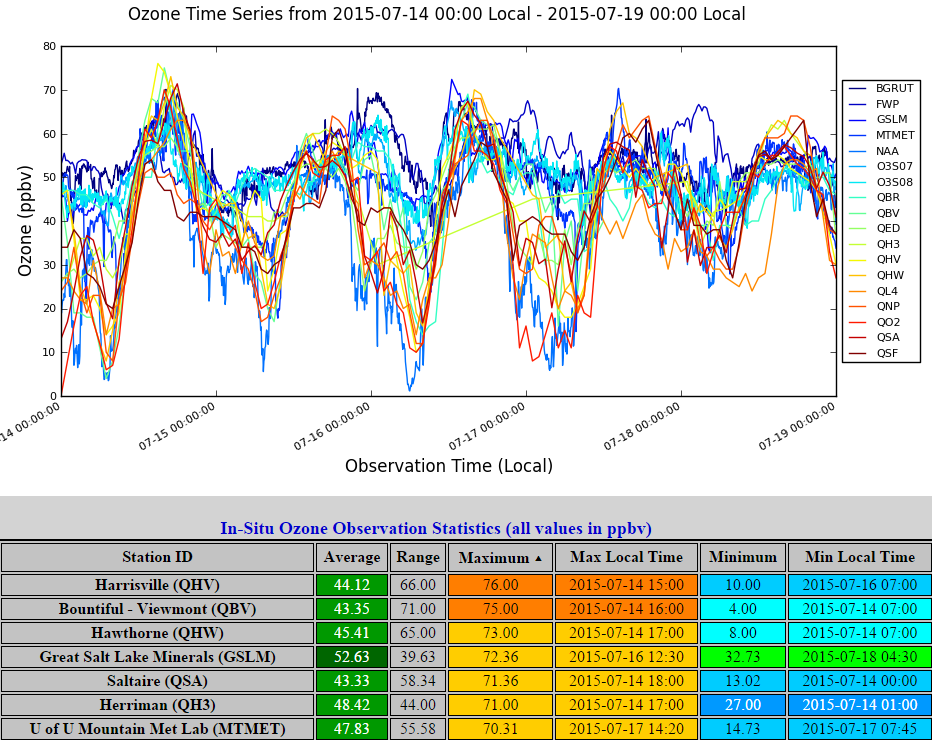 Ozone Time Series from 2015-07-14 00:00 Local - 2015-07-19 00:00 Local
Ozone (ppbv)
80
70
60
50
40
30
20
10
0
BGRUT
FWP
GSLM
MTMET
NAA
O3S07
O3S08
QBR
QBV
QED
QH3
QHV
QHW
QL4
QNP
QO2
QSA
QSF
-14 00:00:00
07-15 00:00:00
07-16 00:00:00
07-17 00:00:00
07-18 00:00:00
07-19 00:00:00
Observation Time (Local)
In-Situ Ozone Observation Statistics (all values in ppbv)
Station ID Average Range Maximum ▲ Max Local Time Minimum Min Local Time
Harrisville (QHV) 44.12 66.00 76.00 2015-07-14 15:00 10.00 2015-07-16 07:00
Bountiful - Viewmont (QBV) 43.35 71.00 75.00 2015-07-14 16:00 4.00 2015-07-14 07:00
Hawthorne (QHW) 45.41 65.00 73.00 2015-07-14 17:00 8.00 2015-07-14 07:00
Great Salt Lake Minerals (GSLM) 52.63 39.63 72.36 2015-07-16 12:30 32.73 2015-07-18 04:30
Saltaire (QSA) 43.33 58.34 71.36 2015-07-14 18:00 13.02 2015-07-14 00:00
Herriman (QH3) 48.42 44.00 71.00 2015-07-14 17:00 27.00 2015-07-14 01:00
U of U Mountain Met Lab (MTMET) 47.83 55.58 70.31 2015-07-17 14:20 14.73 2015-07-17 07:45